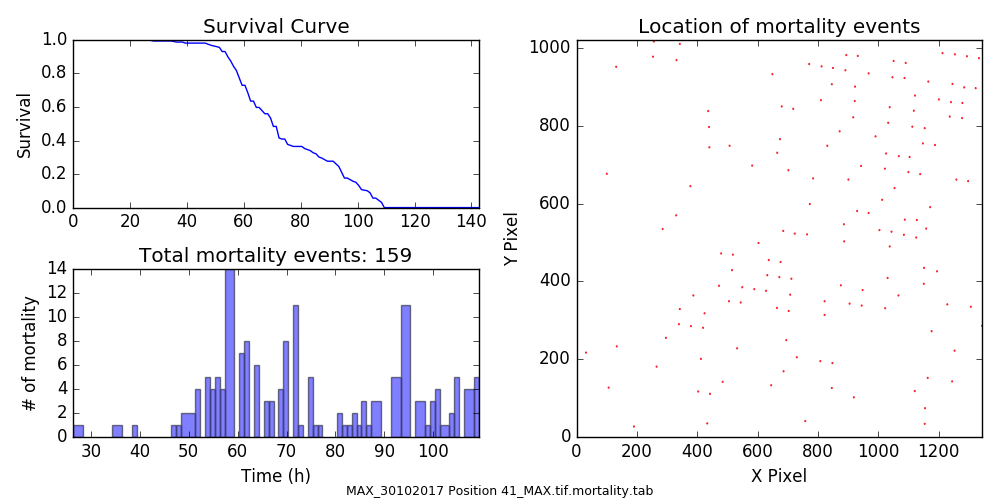 Survival Curve
Survival
1.0
0.8
0.6
0.4
0.2
0.0
0 20 40 60 80 100 120 140
Total mortality events: 159
# of mortality
14
12
10
8
6
4
2
0
30 40 50 60 70 80 90 100
Time (h)
Location of mortality events
Y Pixel
1000
800
600
400
200
0
0 200 400 600 800 1000 1200
X Pixel
MAX_30102017 Position 41_MAX.tif.mortality.tab